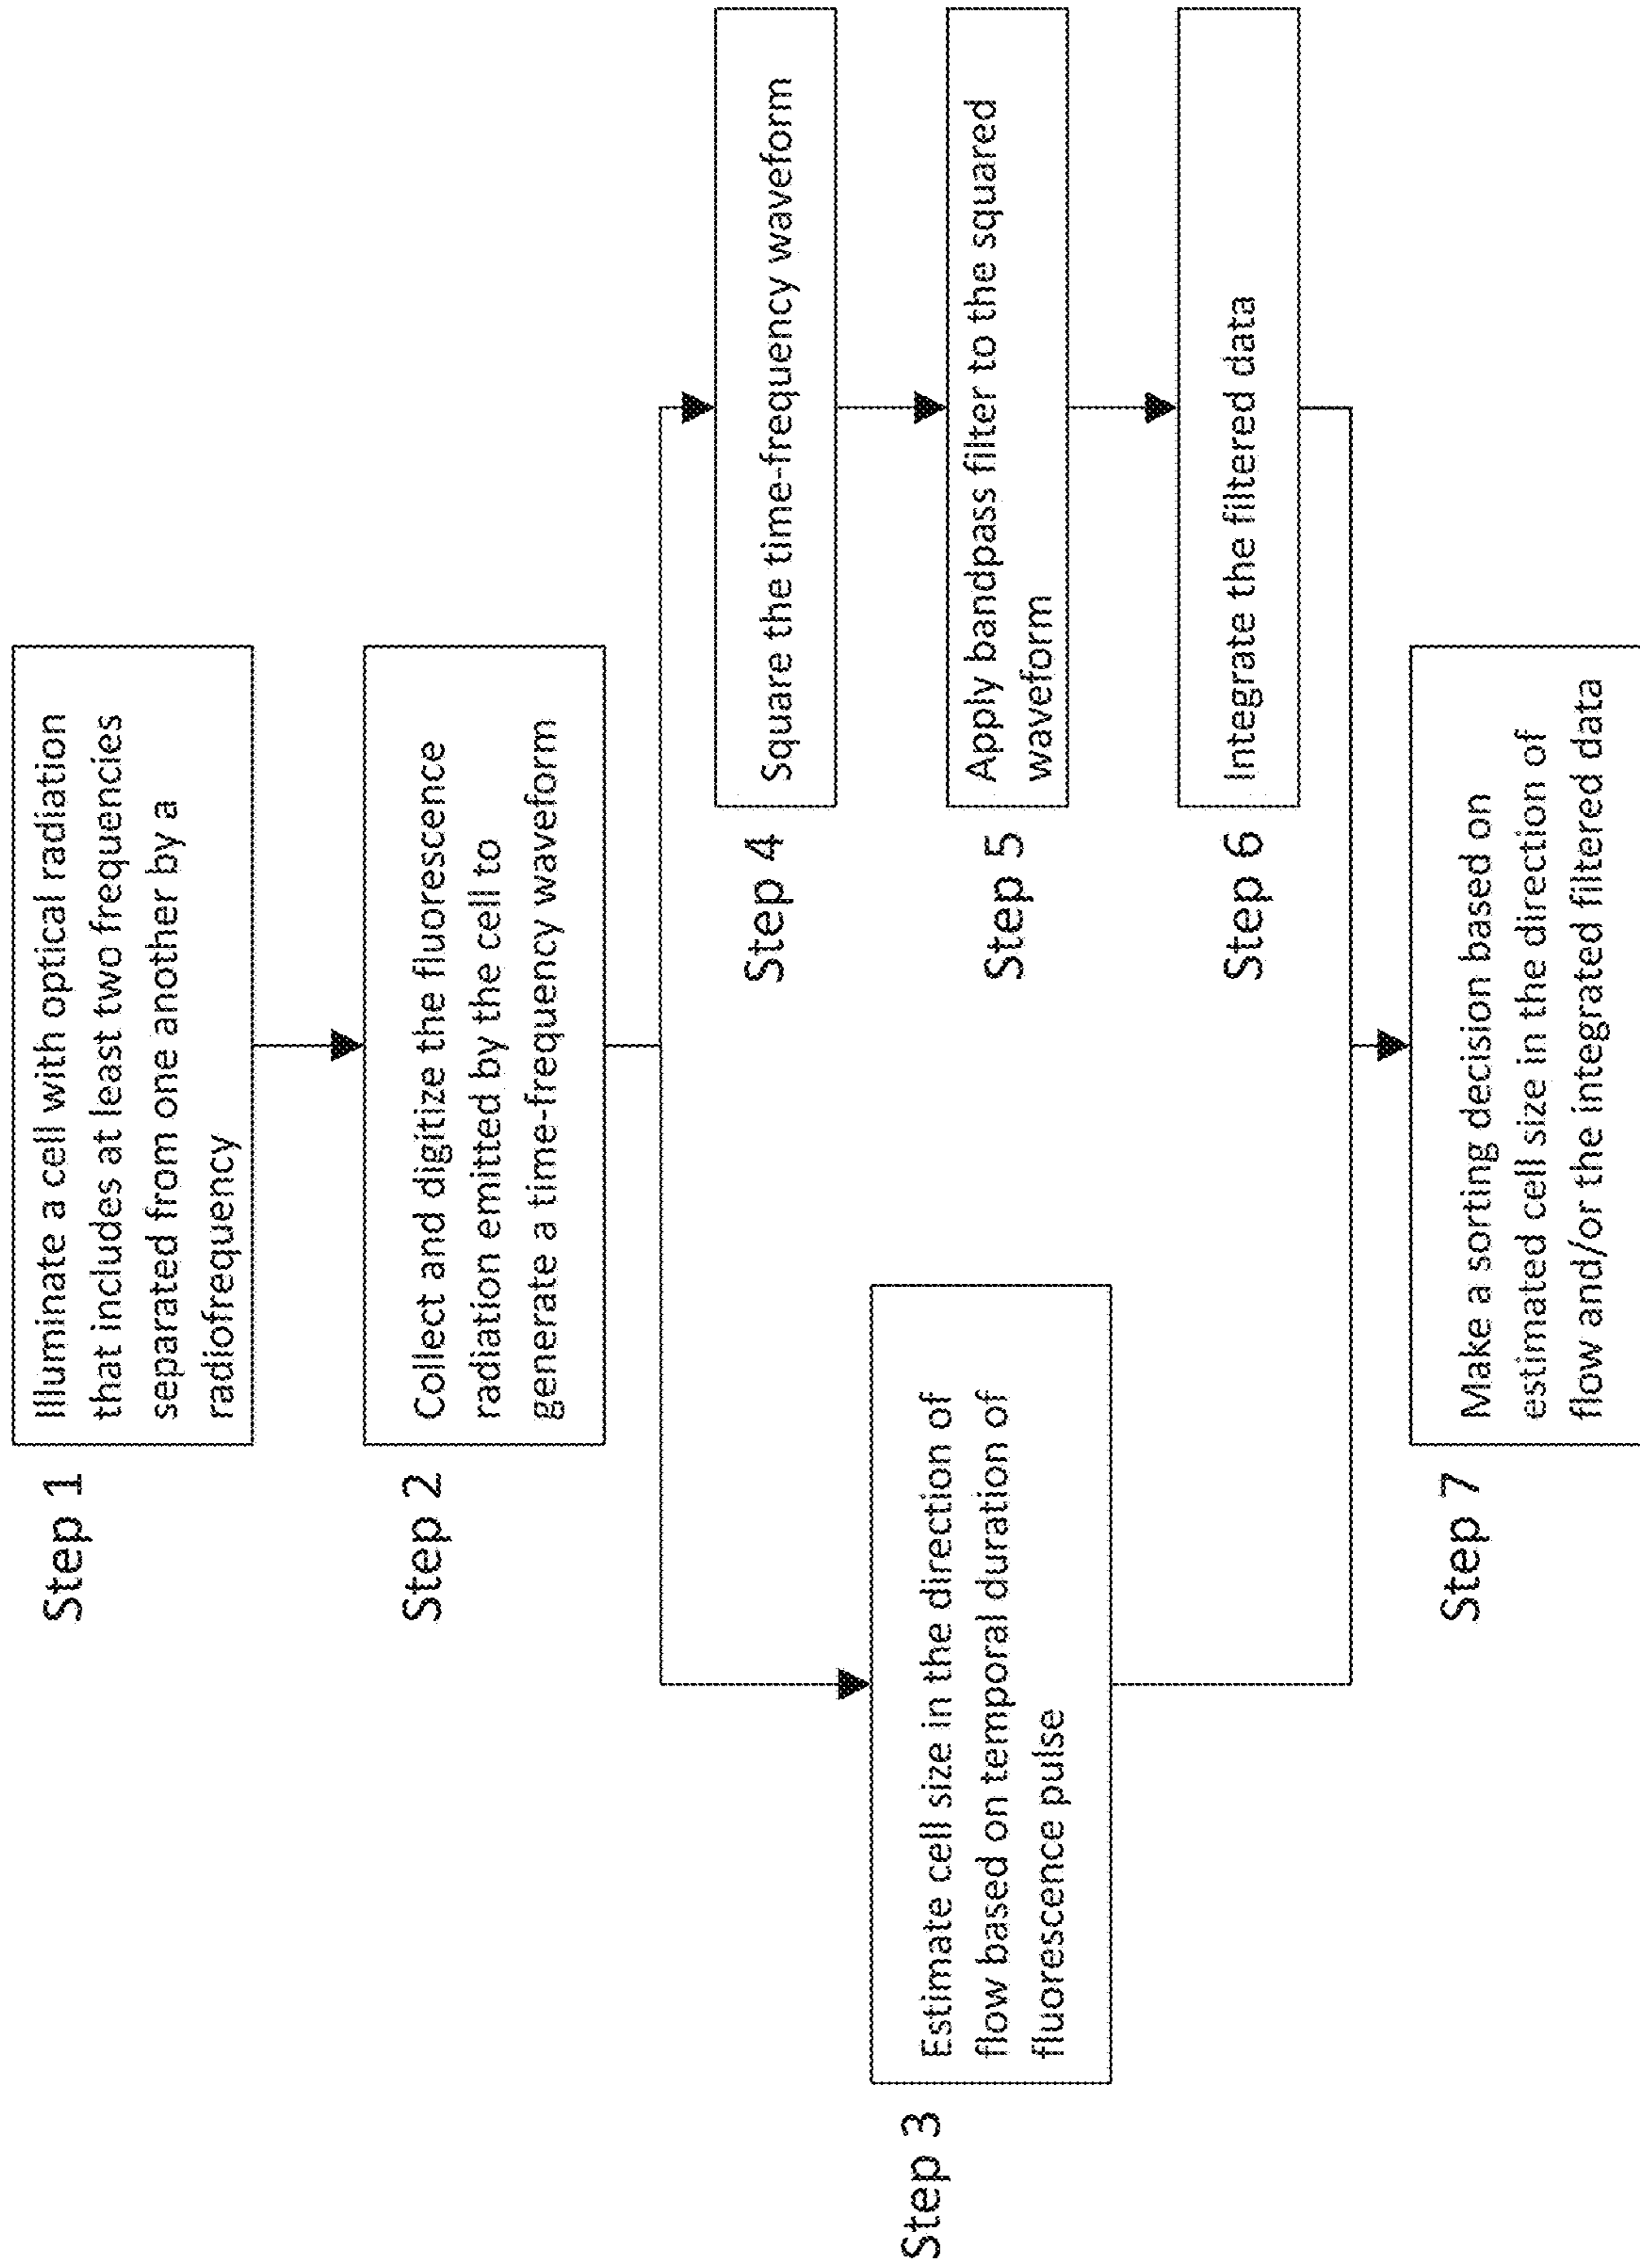 Step 1
Illuminate a cell with optical radiation
that includes at least two frequencies
separated from one another by a
radiofrequency
Step 2
Collect and digitize the fluorescence
radiation emitted by the cell to
generate a time-frequency waveform
Step 3
Estimate cell size in the direction of
flow based on temporal duration of
fluorescence pulse
Step 4
Square the time-frequency waveform
Step 5
Apply bandpass filter to the squared
waveform
Step 6
Integrate the filtered data
Step 7
Make a sorting decision based on
estimated cell size in the direction of
flow and/or the integrated filtered data